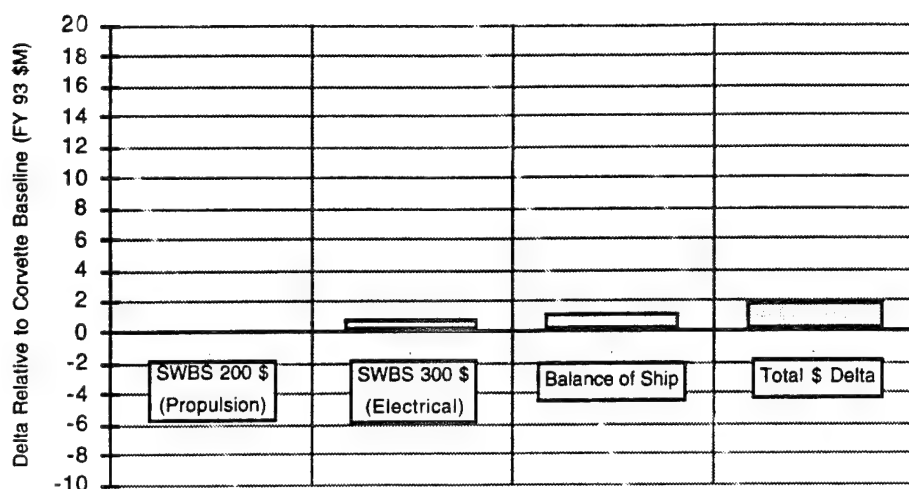 Delta Relative to Corvette Baseline (FY 93 $M)
20
18
16
14
12
10
8
6
4
2
0
-2
-4
-6
-8
-10
SWBS 200 $
(Propulsion)
SWBS 300 $
(Electrical)
Balance of Ship
Total $ Delta